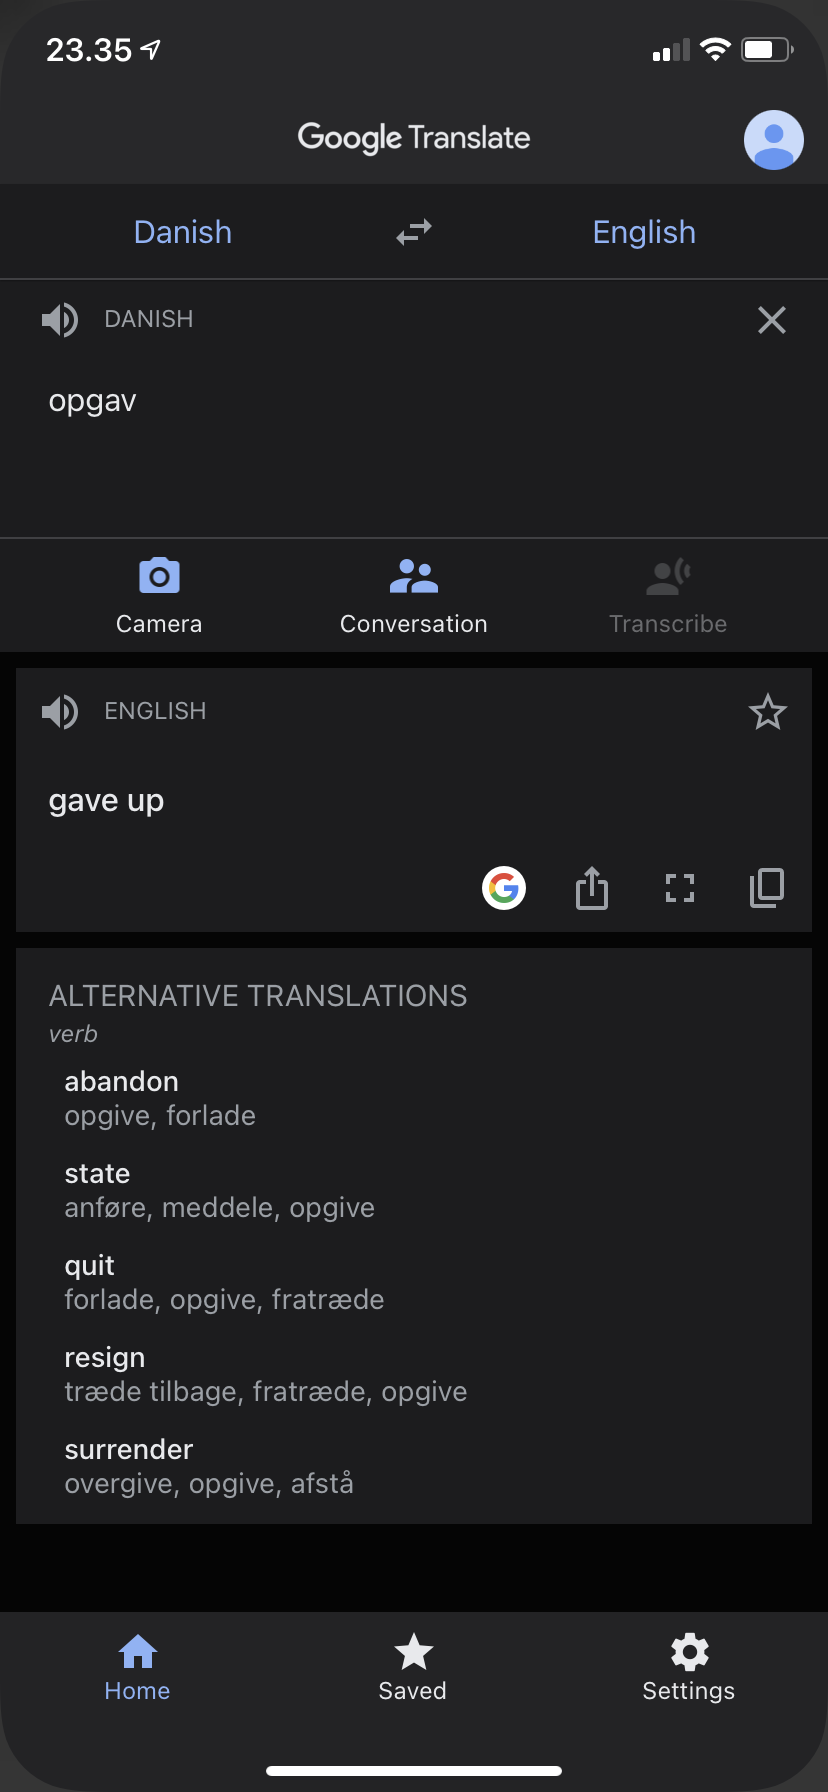 23.35
Google Translate
Danish English
DANISH
opgav
Camera Conversation Transcribe
ENGLISH
gave up
ALTERNATIVE TRANSLATIONS
verb
abandon
opgive, forlade
state
anføre, meddele, opgive
quit
forlade, opgive, fratræde
resign
træde tilbage, fratræde, opgive
surrender
overgive, opgive, afstå
Home Saved Settings